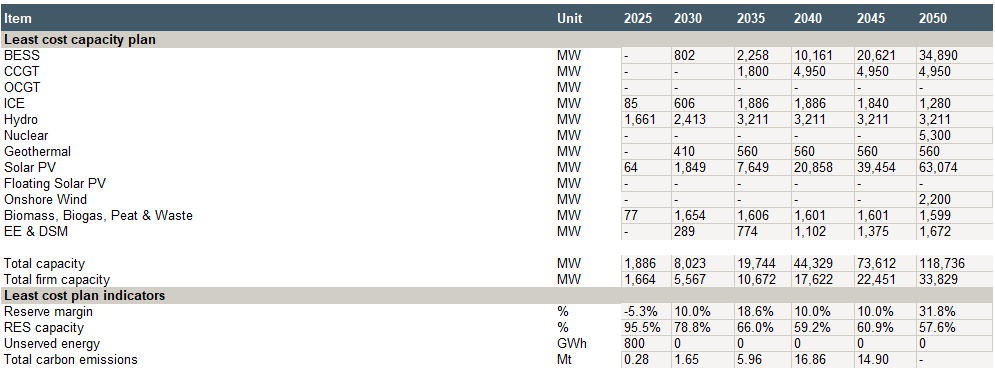 Item Unit 2025 2030 2035 2040 2045 2050
Least cost capacity plan
BESS MW - 802 2,258 10,161 20,621 34,890
CCGT MW - - 1,800 4,950 4,950 4,950
OCGT MW - - - - - -
ICE MW 85 606 1,886 1,886 1,840 1,280
Hydro MW 1,661 2,413 3,211 3,211 3,211 3,211
Nuclear MW - - - - - 5,300
Geothermal MW - 410 560 560 560 560
Solar PV MW 64 1,849 7,649 20,858 39,454 63,074
Floating Solar PV MW - - - - - -
Onshore Wind MW - - - - - 2,200
Biomass, Biogas, Peat & Waste MW 77 1,654 1,606 1,601 1,601 1,599
EE & DSM MW - 289 774 1,102 1,375 1,672
Total capacity MW 1,886 8,023 19,744 44,329 73,612 118,736
Total firm capacity MW 1,664 5,567 10,672 17,622 22,451 33,829
Least cost plan indicators
Reserve margin % -5.3% 10.0% 18.6% 10.0% 10.0% 31.8%
RES capacity % 95.5% 78.8% 66.0% 59.2% 60.9% 57.6%
Unserved energy GWh 800 0 0 0 0 0
Total carbon emissions Mt 0.28 1.65 5.96 16.86 14.90 -